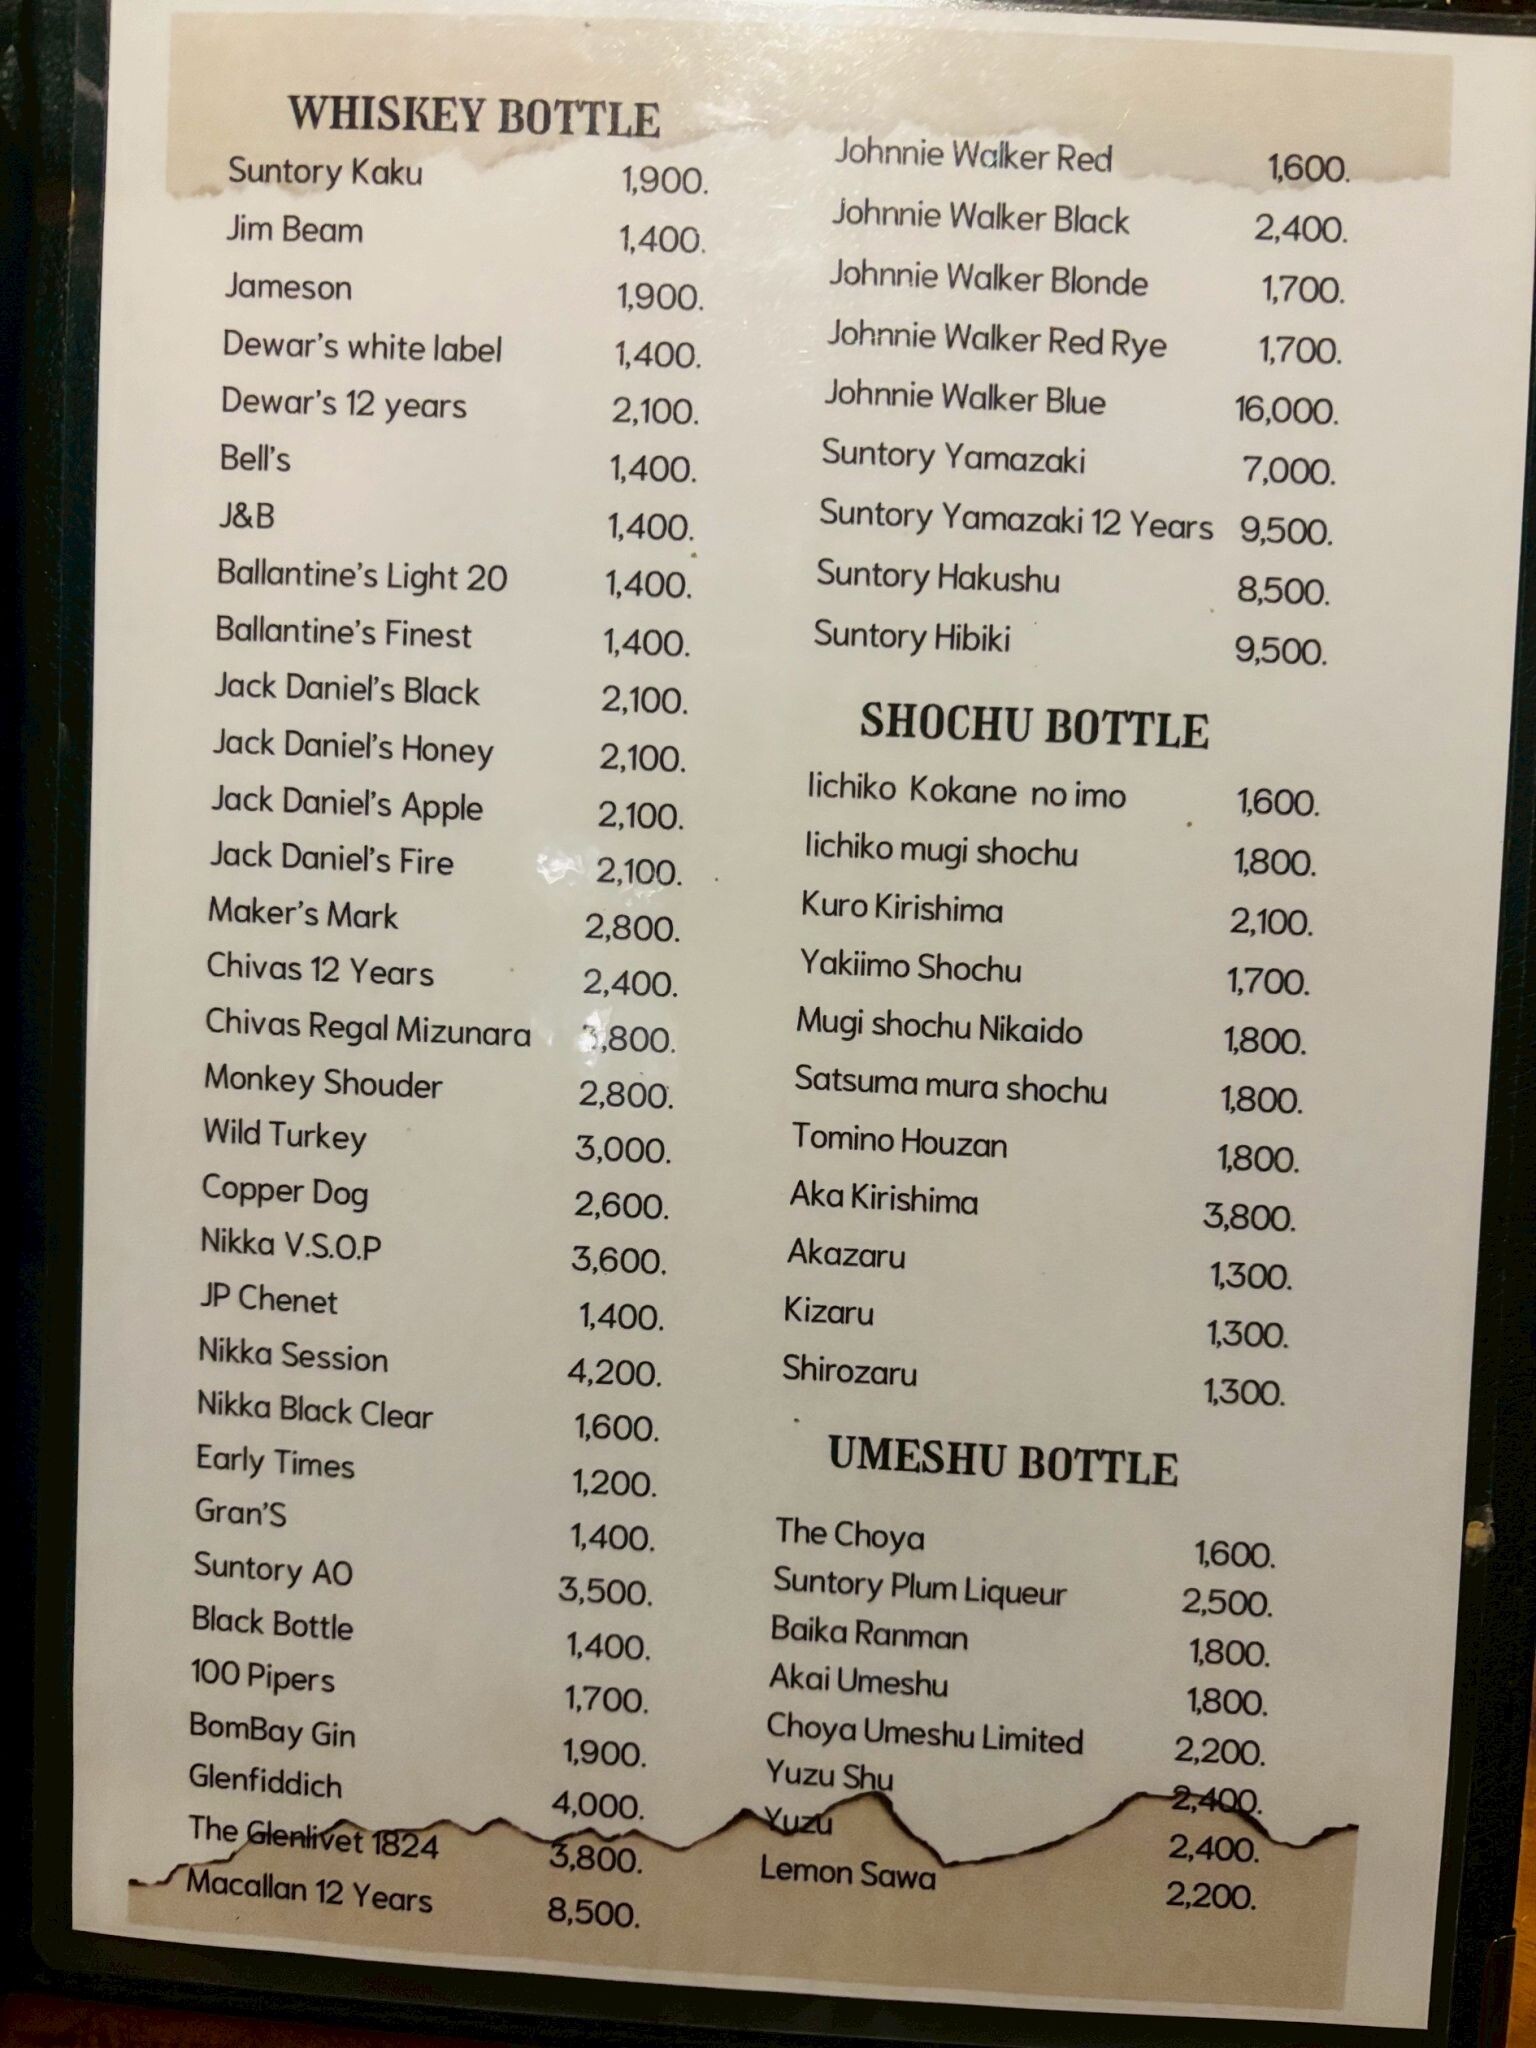 WHISKEY BOTTLE
Suntory Kaku 1,900.
Jim Beam 1,400.
Jameson 1,900.
Dewar's white label 1,400.
Dewar's 12 years 2,100.
Bell's 1,400.
J&B 1,400.
Ballantine's Light 20 1,400.
Ballantine's Finest 1,400.
Jack Daniel's Black 2,100.
Jack Daniel's Honey 2,100.
Jack Daniel's Apple 2,100.
Jack Daniel's Fire 2,100.
Maker's Mark 2,800.
Chivas 12 Years 2,400.
Chivas Regal Mizunara 3,800.
Monkey Shouder 2,800.
Wild Turkey 3,000.
Copper Dog 2,600.
Nikka V.S.O.P 3,600.
JP Chenet 1,400.
Nikka Session 4,200.
Nikka Black Clear 1,600.
Early Times 1,200.
Gran'S 1,400.
Suntory AO 3,500.
Black Bottle 1,400.
100 Pipers 1,700.
BomBay Gin 1,900.
Glenfiddich 4,000.
The Glenlivet 1824 3,800.
Macallan 12 Years 8,500.
Johnnie Walker Red 1,600.
Johnnie Walker Black 2,400.
Johnnie Walker Blonde 1,700.
Johnnie Walker Red Rye 1,700.
Johnnie Walker Blue 16,000.
Suntory Yamazaki 7,000.
Suntory Yamazaki 12 Years 9,500.
Suntory Hakushu 8,500.
Suntory Hibiki 9,500.
SHOCHU BOTTLE
Iichiko Kokane no imo 1,600.
Iichiko mugi shochu 1,800.
Kuro Kirishima 2,100.
Yakiimo Shochu 1,700.
Mugi shochu Nikaido 1,800.
Satsuma mura shochu 1,800.
Tomino Houzan 1,800.
Aka Kirishima 3,800.
Akazaru 1,300.
Kizaru 1,300.
Shirozaru 1,300.
UMESHU BOTTLE
The Choya 1,600.
Suntory Plum Liqueur 2,500.
Baika Ranman 1,800.
Akai Umeshu 1,800.
Choya Umeshu Limited 2,200.
Yuzu Shu 2,400.
Yuzu 2,400.
Lemon Sawa 2,200.